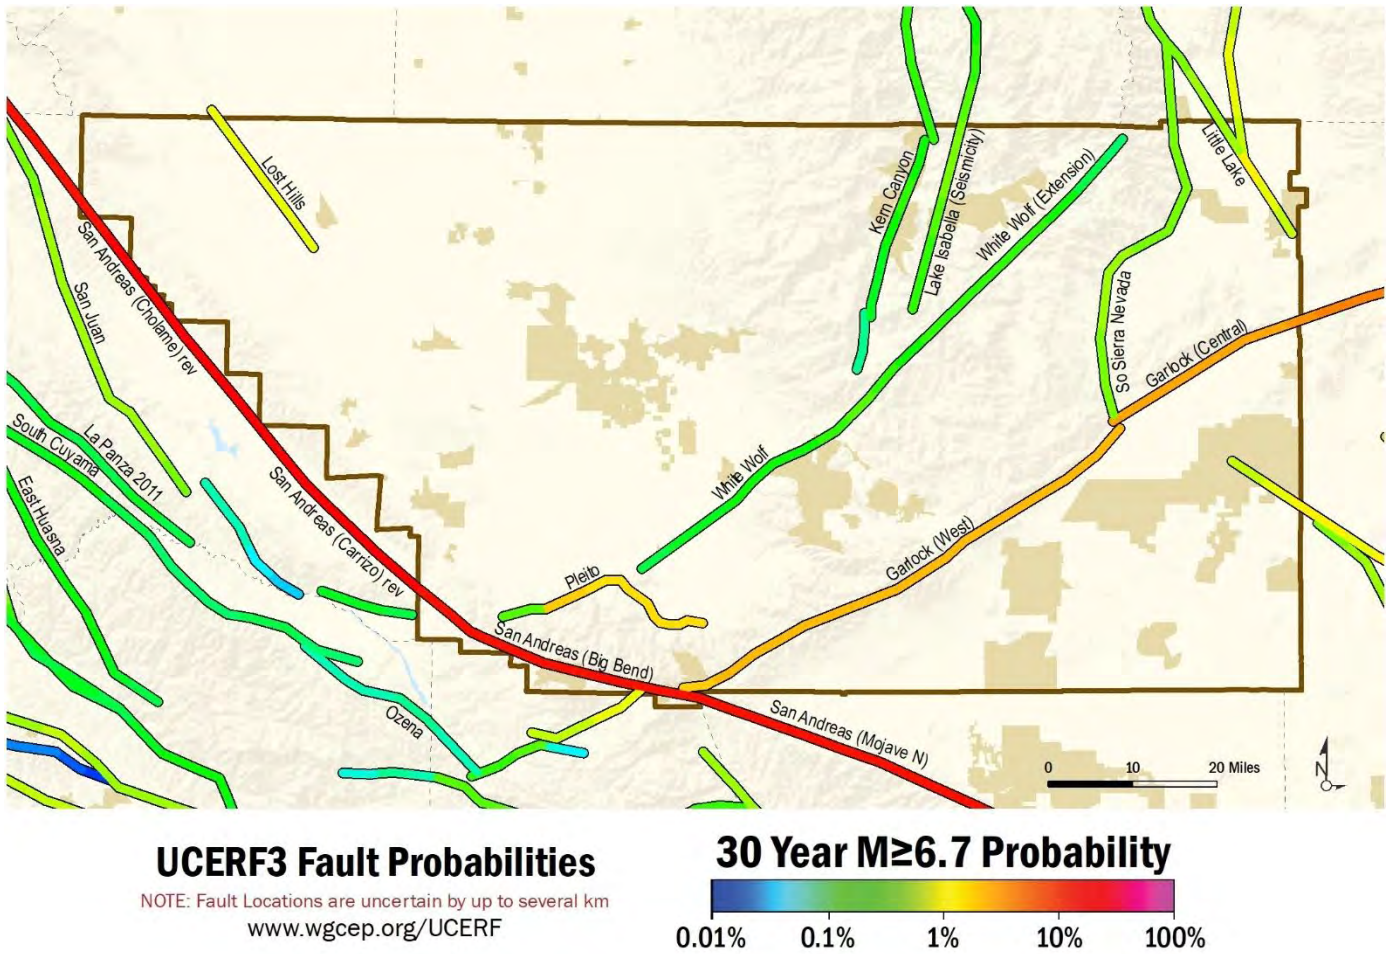 Lost Hills
San Andreas (Cholame) rev
San Juan
Kern Canyon
Lake Isabella (Seismicity)
White Wolf (Extension)
Little Lake
So Sierra Nevada
Garlock (Central)
La Panza 2011
South Cuyama
East Huasna
San Andreas (Carrizo) rev
White Wolf
Garlock (West)
Pleito
San Andreas (Big Bend)
Ozena
San Andreas (Mojave N)
0 10 20 Miles
N
UCERF3 Fault Probabilities
NOTE: Fault Locations are uncertain by up to several km
www.wgcep.org/UCERF
30 Year M≥6.7 Probability
0.01% 0.1% 1% 10% 100%